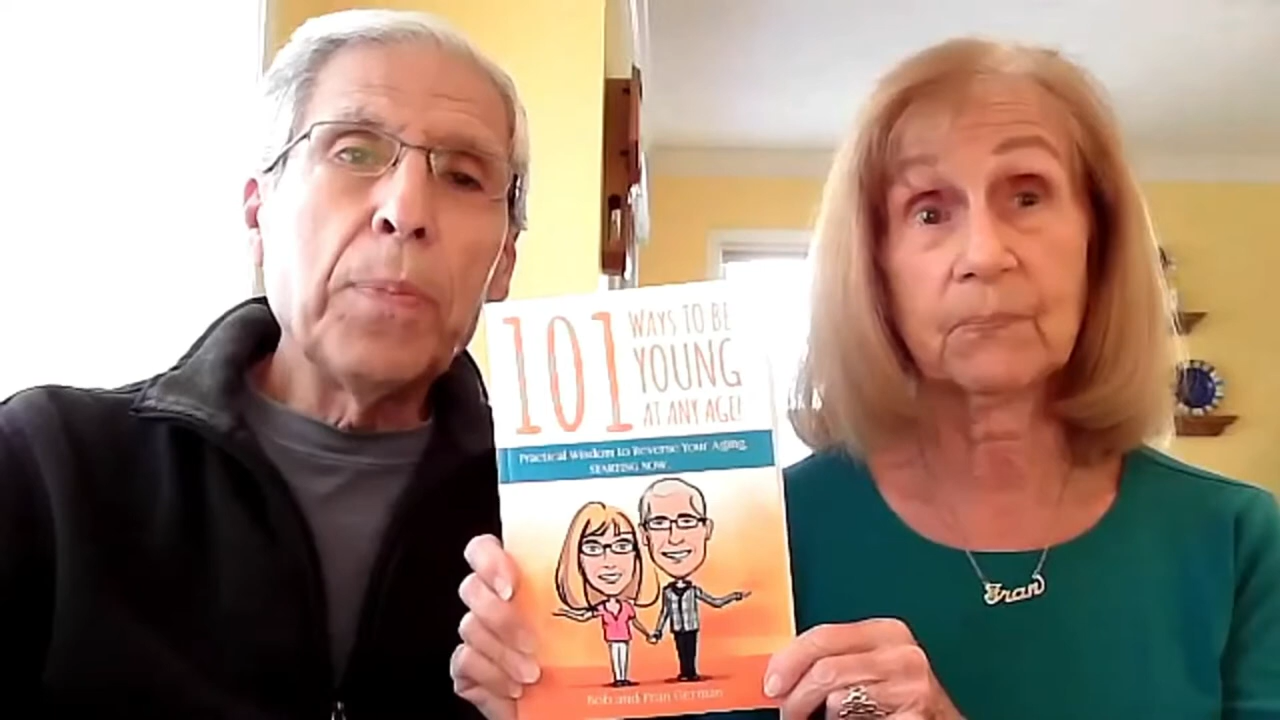 101 WAYS TO BE
YOUNG
AT ANY AGE!
Practical Wisdom to Reverse Your Aging,
STARTING NOW.
Bob and Fran German
Fran